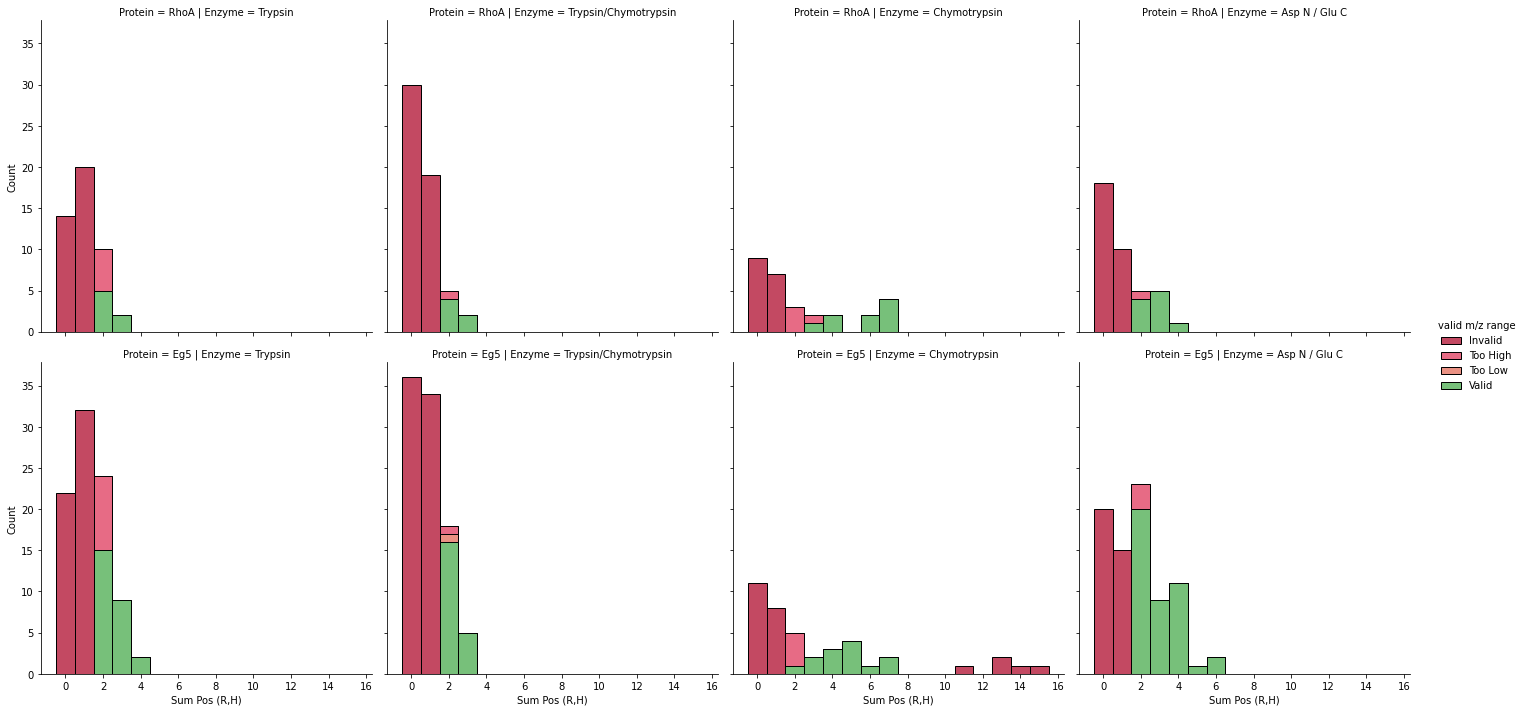 Protein = RhoA | Enzyme = Trypsin
Protein = RhoA | Enzyme = Trypsin/Chymotrypsin
Protein = RhoA | Enzyme = Chymotrypsin
Protein = RhoA | Enzyme = Asp N / Glu C
35
30
25
20
15
10
5
0
Count
Protein = Eg5 | Enzyme = Trypsin
Protein = Eg5 | Enzyme = Trypsin/Chymotrypsin
Protein = Eg5 | Enzyme = Chymotrypsin
Protein = Eg5 | Enzyme = Asp N / Glu C
35
30
25
20
15
10
5
0
Count
0 2 4 6 8 10 12 14 16
Sum Pos (R,H)
0 2 4 6 8 10 12 14 16
Sum Pos (R,H)
0 2 4 6 8 10 12 14 16
Sum Pos (R,H)
0 2 4 6 8 10 12 14 16
Sum Pos (R,H)
valid m/z range
Invalid
Too High
Too Low
Valid